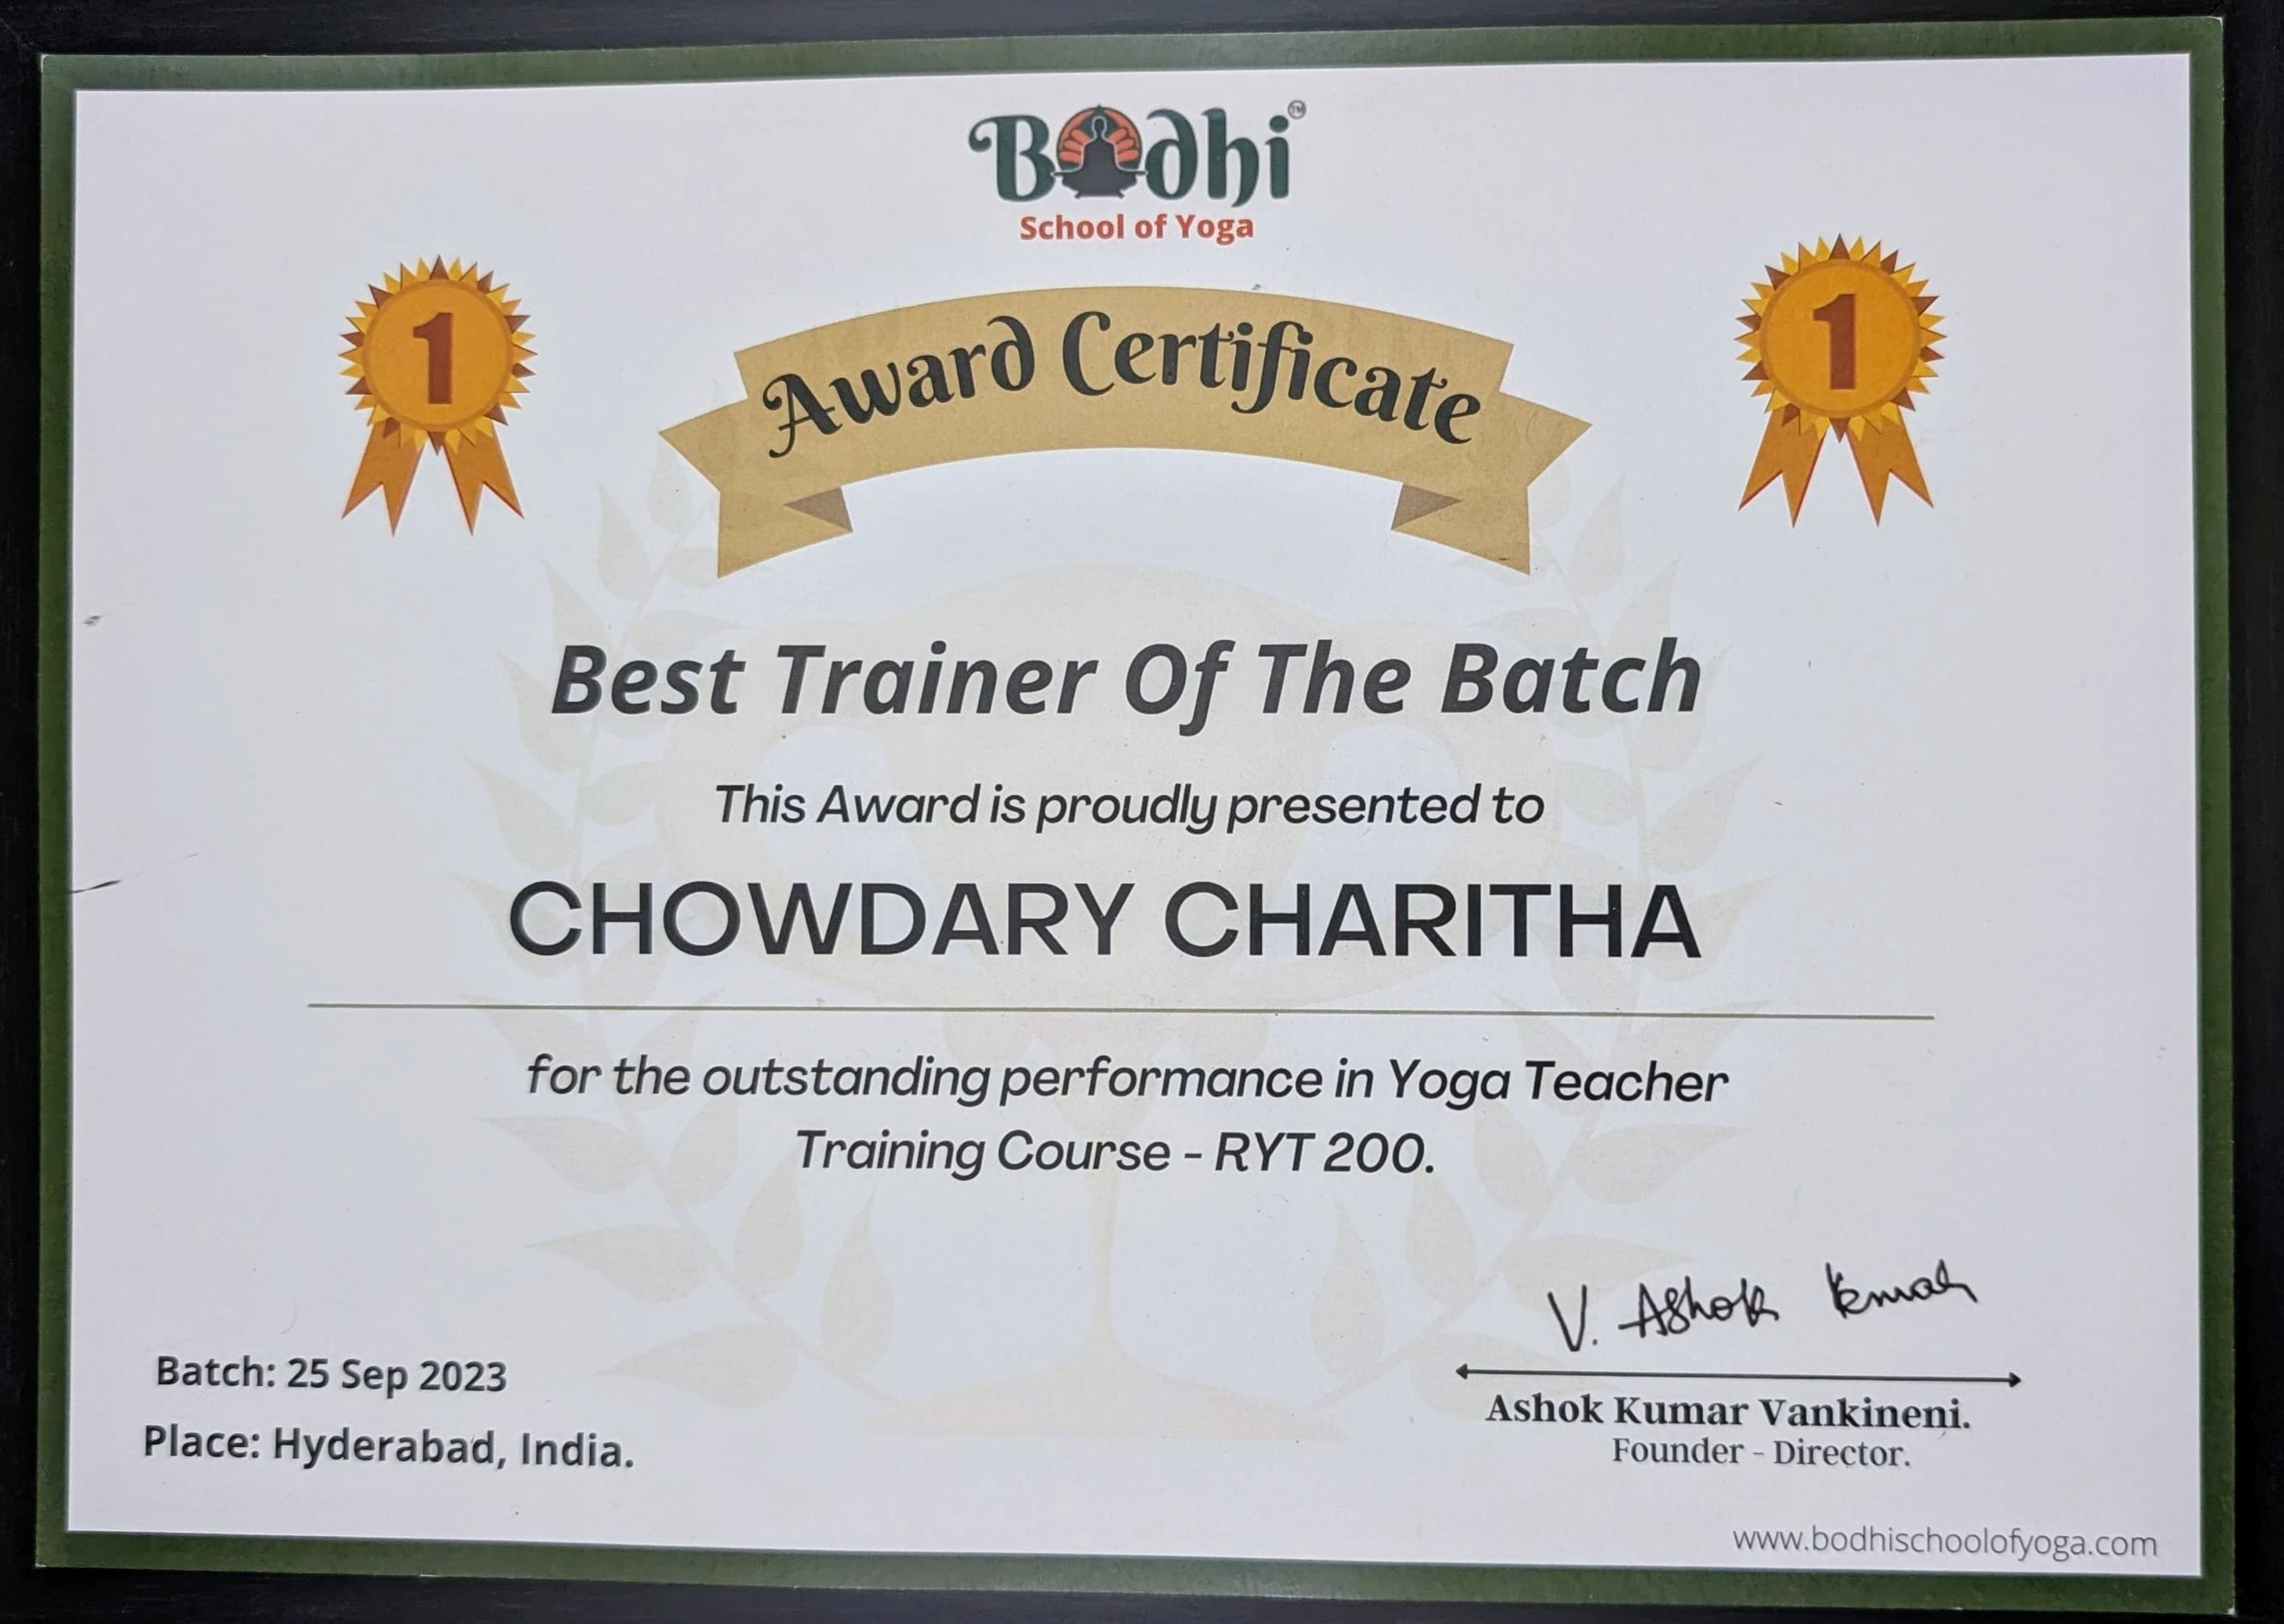 Bodhi™
School of Yoga
1
1
Award Certificate
Best Trainer Of The Batch
This Award is proudly presented to
CHOWDARY CHARITHA
for the outstanding performance in Yoga Teacher
Training Course - RYT 200.
V. Ashok Kumar
Batch: 25 Sep 2023
Place: Hyderabad, India.
Ashok Kumar Vankineni.
Founder - Director.
www.bodhischoolofyoga.com